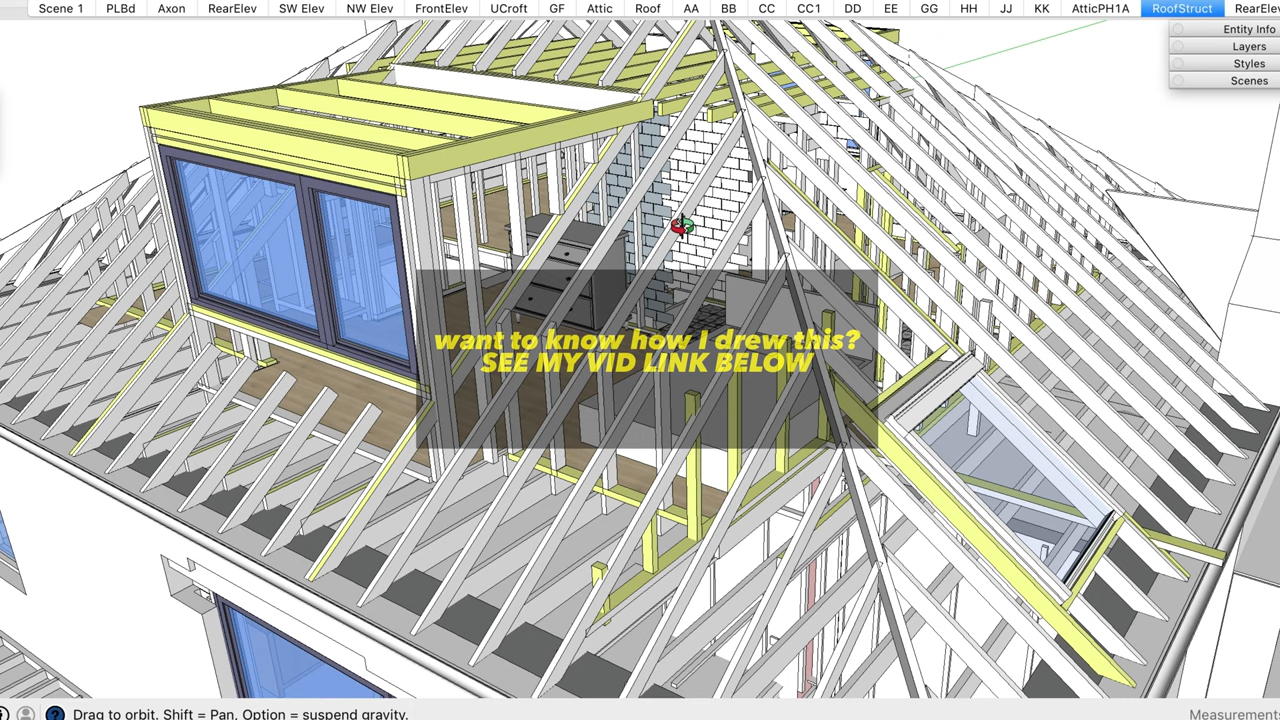 Scene 1 PLBd Axon RearElev SW Elev NW Elev FrontElev UCroft GF Attic Roof AA BB CC CC1 DD EE GG HH JJ KK AtticPH1A RoofStruct RearElev
Entity Info
Layers
Styles
Scenes
want to know how I drew this?
SEE MY VID LINK BELOW
Drag to orbit. Shift = Pan, Option = suspend gravity.
Measurements